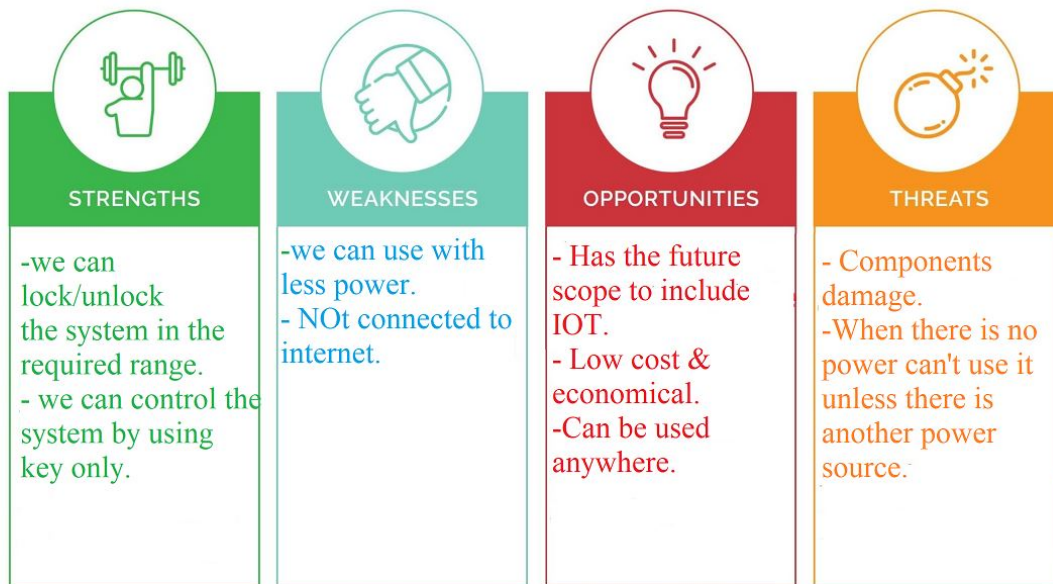 STRENGTHS
-we can
lock/unlock
the system in the
required range.
- we can control the
system by using
key only.
WEAKNESSES
-we can use with
less power.
- NOt connected to
internet.
OPPORTUNITIES
- Has the future
scope to include
IOT.
- Low cost &
economical.
-Can be used
anywhere.
THREATS
- Components
damage.
-When there is no
power can't use it
unless there is
another power
source.